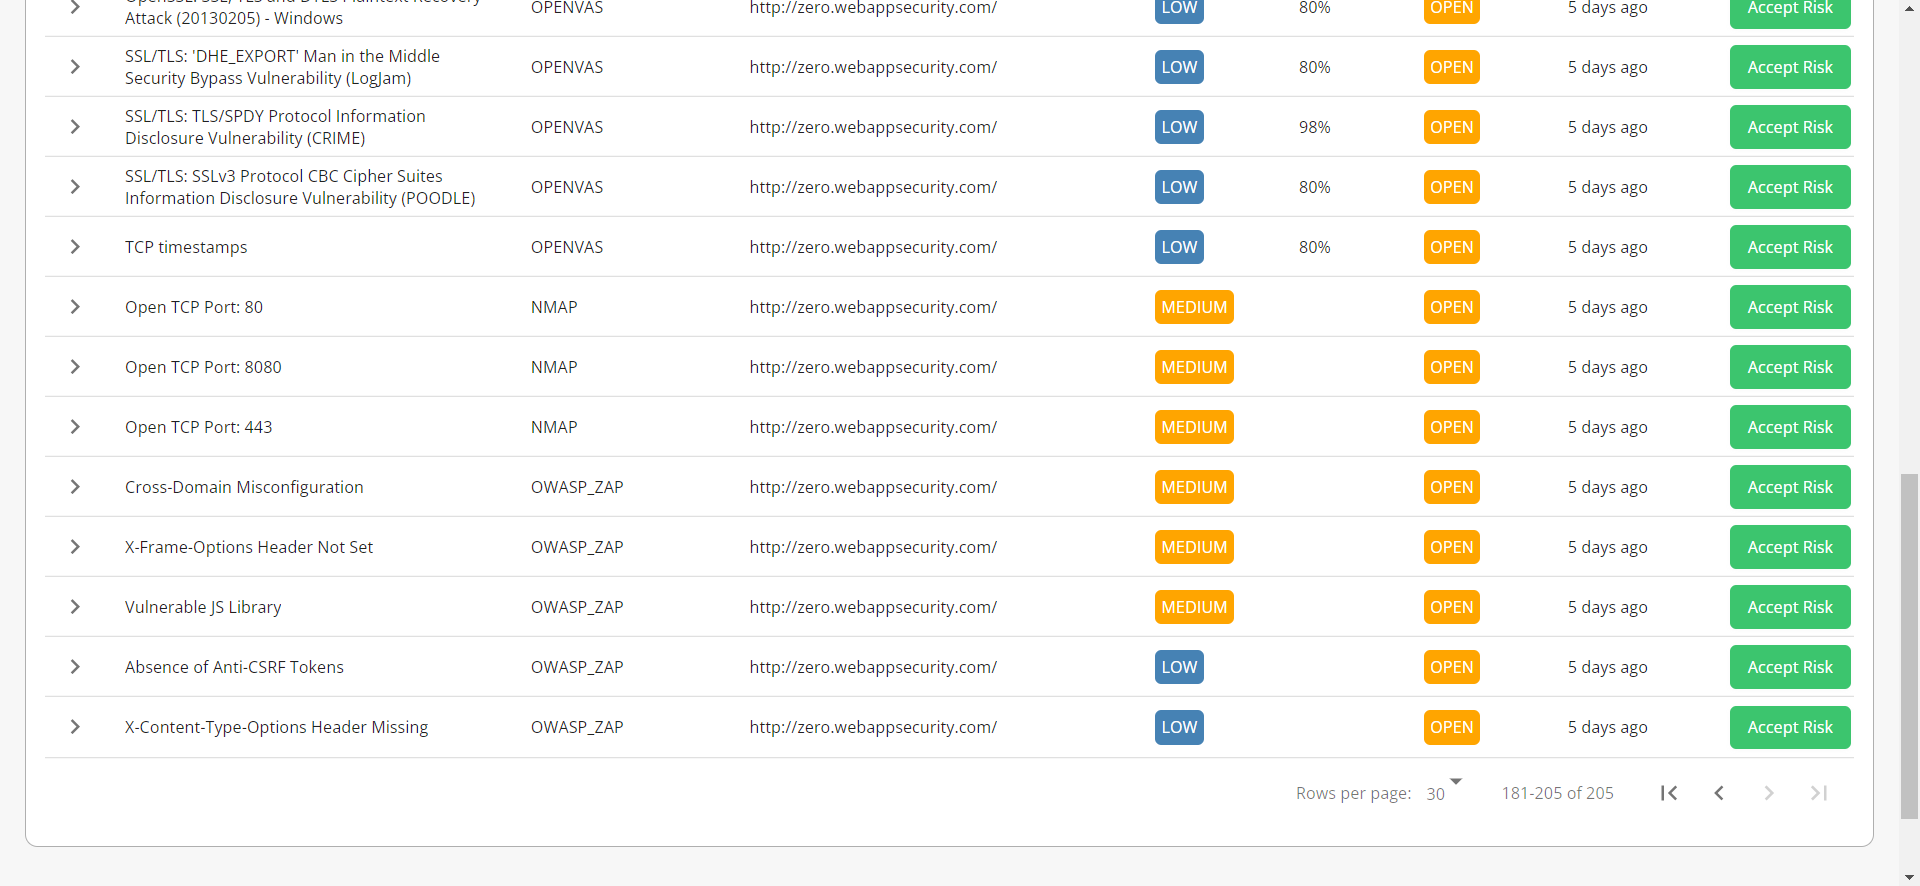 OpenSSL: SSL, TLS and DTLS Plaintext Recovery
Attack (20130205) - Windows
OPENVAS
http://zero.webappsecurity.com/
LOW
80%
OPEN
5 days ago
Accept Risk
SSL/TLS: 'DHE_EXPORT' Man in the Middle
Security Bypass Vulnerability (LogJam)
OPENVAS
http://zero.webappsecurity.com/
LOW
80%
OPEN
5 days ago
Accept Risk
SSL/TLS: TLS/SPDY Protocol Information
Disclosure Vulnerability (CRIME)
OPENVAS
http://zero.webappsecurity.com/
LOW
98%
OPEN
5 days ago
Accept Risk
SSL/TLS: SSLv3 Protocol CBC Cipher Suites
Information Disclosure Vulnerability (POODLE)
OPENVAS
http://zero.webappsecurity.com/
LOW
80%
OPEN
5 days ago
Accept Risk
TCP timestamps
OPENVAS
http://zero.webappsecurity.com/
LOW
80%
OPEN
5 days ago
Accept Risk
Open TCP Port: 80
NMAP
http://zero.webappsecurity.com/
MEDIUM
OPEN
5 days ago
Accept Risk
Open TCP Port: 8080
NMAP
http://zero.webappsecurity.com/
MEDIUM
OPEN
5 days ago
Accept Risk
Open TCP Port: 443
NMAP
http://zero.webappsecurity.com/
MEDIUM
OPEN
5 days ago
Accept Risk
Cross-Domain Misconfiguration
OWASP_ZAP
http://zero.webappsecurity.com/
MEDIUM
OPEN
5 days ago
Accept Risk
X-Frame-Options Header Not Set
OWASP_ZAP
http://zero.webappsecurity.com/
MEDIUM
OPEN
5 days ago
Accept Risk
Vulnerable JS Library
OWASP_ZAP
http://zero.webappsecurity.com/
MEDIUM
OPEN
5 days ago
Accept Risk
Absence of Anti-CSRF Tokens
OWASP_ZAP
http://zero.webappsecurity.com/
LOW
OPEN
5 days ago
Accept Risk
X-Content-Type-Options Header Missing
OWASP_ZAP
http://zero.webappsecurity.com/
LOW
OPEN
5 days ago
Accept Risk
Rows per page: 30 181-205 of 205